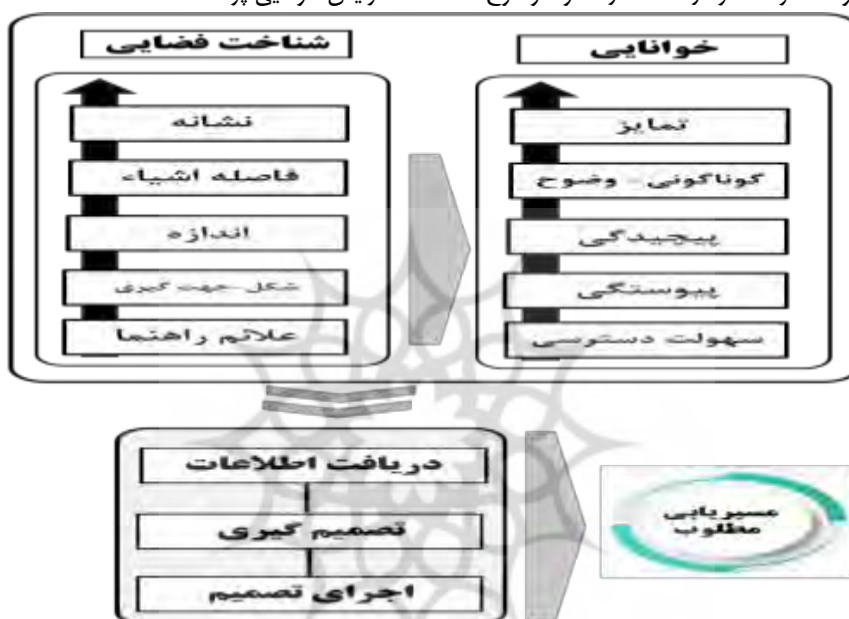 خوانایی
تمایز
گوناگونی - وضوح
پیچیدگی
پیوستگی
سهولت دسترسی
شناخت فضایی
نشانه
فاصله اشیاء
اندازه
شکل-جهت گیری
علائم راهنما
دریافت اطلاعات
تصمیم گیری
اجرای تصمیم
مسیریابی
مطلوب